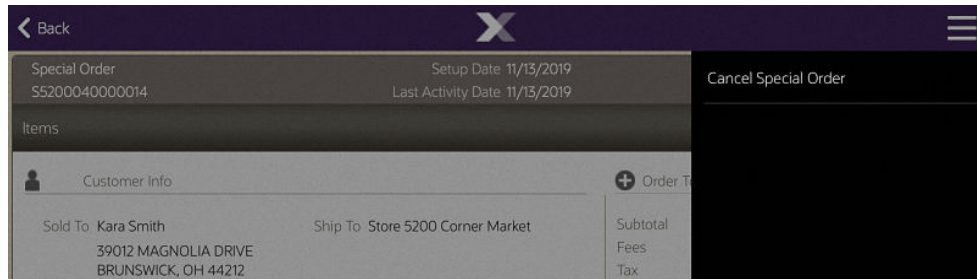 Back
Special Order
S5200040000014
Setup Date 11/13/2019
Last Activity Date 11/13/2019
Cancel Special Order
Items
Customer Info
Sold To Kara Smith
39012 MAGNOLIA DRIVE
BRUNSWICK, OH 44212
Ship To Store 5200 Corner Market
Order
Subtotal
Fees
Tax